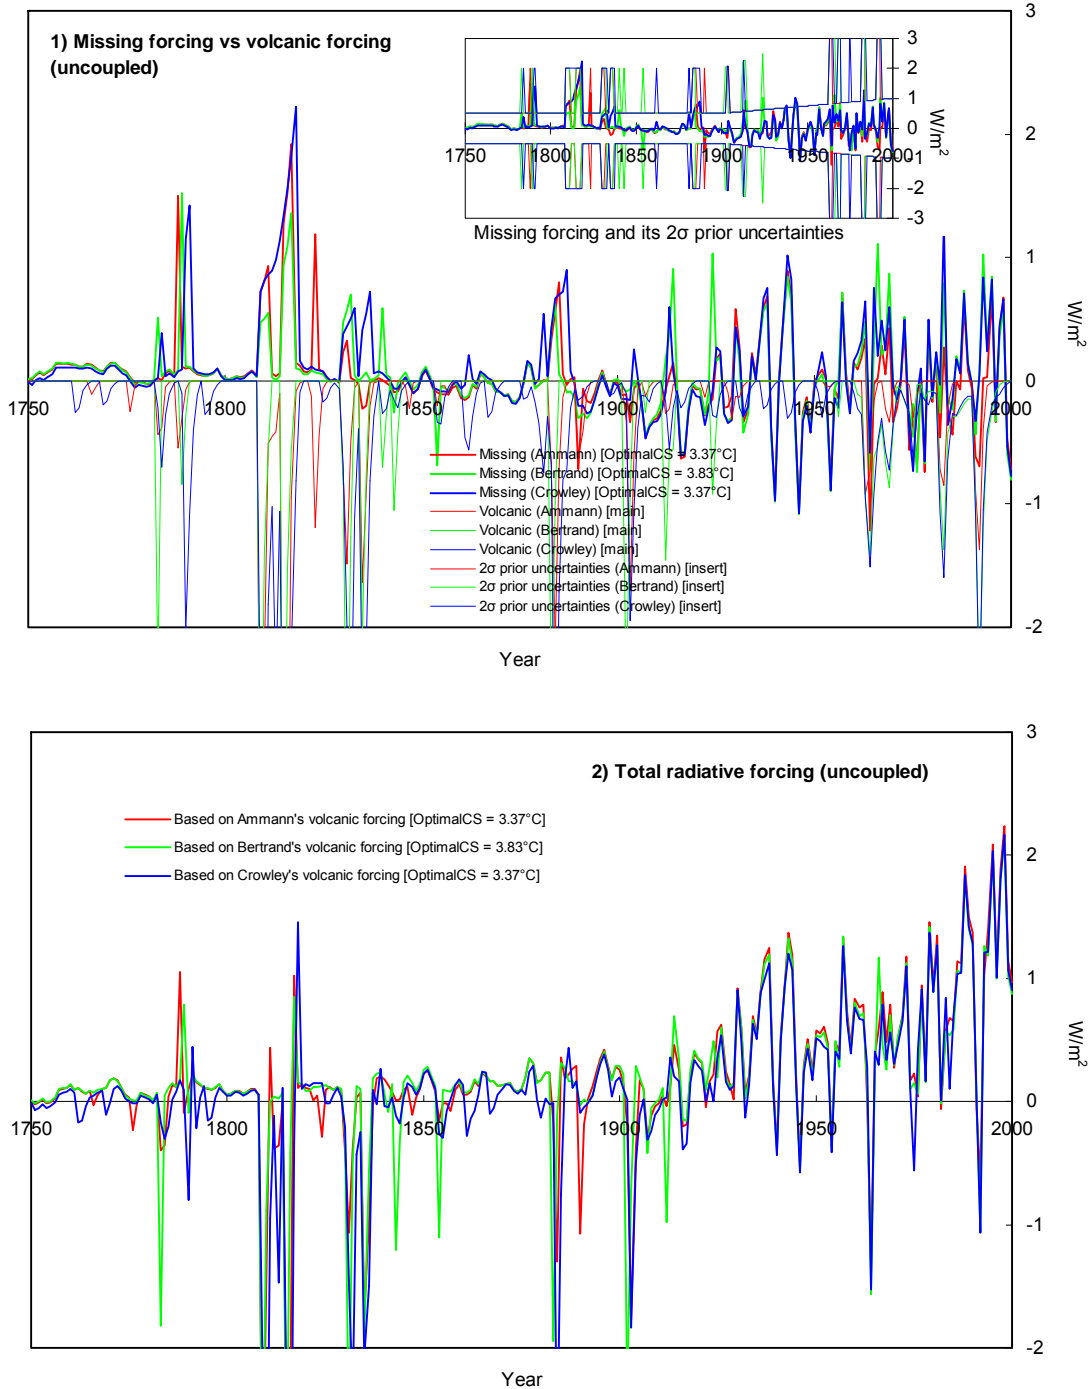 3
1) Missing forcing vs volcanic forcing
(uncoupled)
3
2
1
0
-1
-2
-3
W/m²
1750
1800
1850
1900
1950
2000
Missing forcing and its 2σ prior uncertainties
2
1
W/m²
0
1750
1800
1850
1900
1950
2000
Missing (Ammann) [OptimalCS = 3.37°C]
Missing (Bertrand) [OptimalCS = 3.83°C]
Missing (Crowley) [OptimalCS = 3.37°C]
Volcanic (Ammann) [main]
Volcanic (Bertrand) [main]
Volcanic (Crowley) [main]
2σ prior uncertainties (Ammann) [insert]
2σ prior uncertainties (Bertrand) [insert]
2σ prior uncertainties (Crowley) [insert]
-1
-2
Year
3
2) Total radiative forcing (uncoupled)
Based on Ammann's volcanic forcing [OptimalCS = 3.37°C]
Based on Bertrand's volcanic forcing [OptimalCS = 3.83°C]
Based on Crowley's volcanic forcing [OptimalCS = 3.37°C]
2
1
W/m²
0
1750
1800
1850
1900
1950
2000
-1
-2
Year